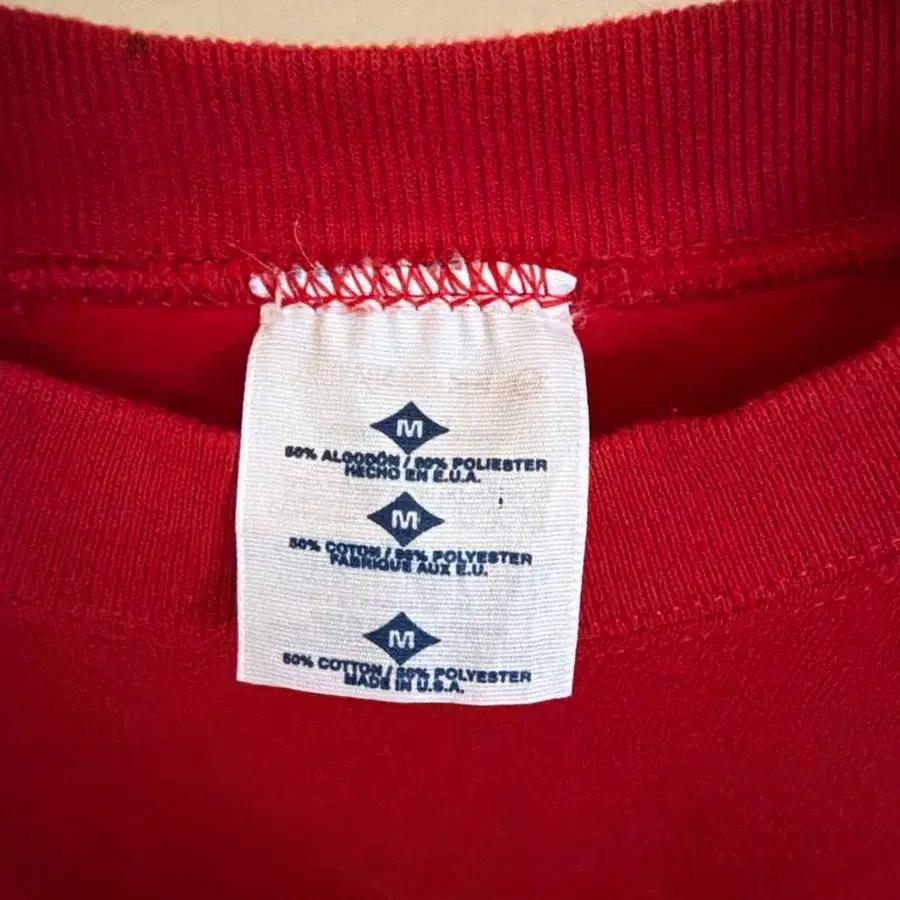 M
50% ALGODÓN / 50% POLIESTER
HECHO EN E.U.A.
M
50% COTON / 50% POLYESTER
FABRIQUE AUX E.U.
M
50% COTTON / 50% POLYESTER
MADE IN U.S.A.